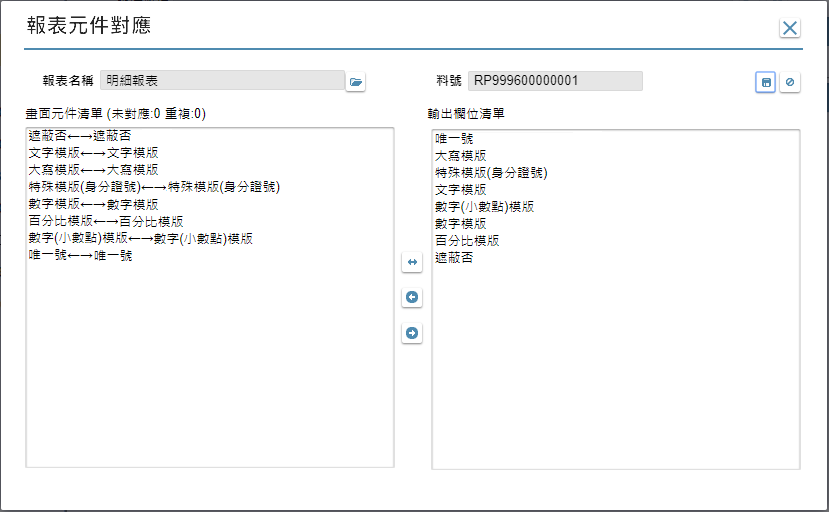 報表元件對應
報表名稱 明細報表 料號 RP999600000001
畫面元件清單 (未對應:0 重複:0)
遮蔽否←→遮蔽否
文字模版←→文字模版
大寫模版←→大寫模版
特殊模版(身分證號)←→特殊模版(身分證號)
數字模版←→數字模版
百分比模版←→百分比模版
數字(小數點)模版←→數字(小數點)模版
唯一號←→唯一號
輸出欄位清單
唯一號
大寫模版
特殊模版(身分證號)
文字模版
數字(小數點)模版
數字模版
百分比模版
遮蔽否